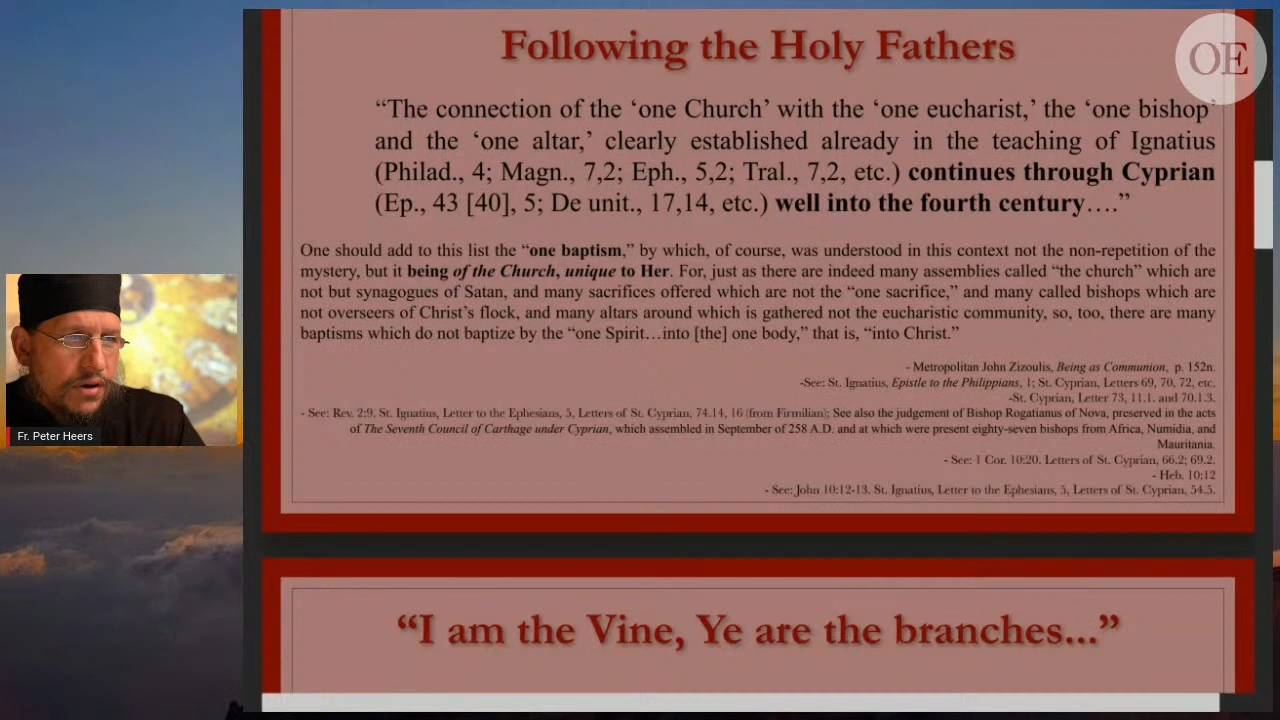 Following the Holy Fathers
OE
“The connection of the ‘one Church’ with the ‘one eucharist,’ the ‘one bishop’
and the ‘one altar,’ clearly established already in the teaching of Ignatius
(Philad., 4; Magn., 7,2; Eph., 5,2; Tral., 7,2, etc.) continues through Cyprian
(Ep., 43 [40], 5; De unit., 17,14, etc.) well into the fourth century….”
One should add to this list the “one baptism,” by which, of course, was understood in this context not the non-repetition of the
mystery, but it being of the Church, unique to Her. For, just as there are indeed many assemblies called “the church” which are
not but synagogues of Satan, and many sacrifices offered which are not the “one sacrifice,” and many called bishops which are
not overseers of Christ’s flock, and many altars around which is gathered not the eucharistic community, so, too, there are many
baptisms which do not baptize by the “one Spirit…into [the] one body,” that is, “into Christ.”
- Metropolitan John Zizoulis, Being as Communion, p. 152n.
-See: St. Ignatius, Epistle to the Philippians, 1; St. Cyprian, Letters 69, 70, 72, etc.
-St. Cyprian, Letter 73, 11.1. and 70.1.3.
- See: Rev. 2:9. St. Ignatius, Letter to the Ephesians, 5, Letters of St. Cyprian, 74.14, 16 (from Firmilian); See also the judgement of Bishop Rogatianus of Nova, preserved in the acts
of The Seventh Council of Carthage under Cyprian, which assembled in September of 258 A.D. and at which were present eighty-seven bishops from Africa, Numidia, and
Mauritania.
- See: 1 Cor. 10:20. Letters of St. Cyprian, 66.2; 69.2.
- Heb. 10:12
- See: John 10:12-13. St. Ignatius, Letter to the Ephesians, 5, Letters of St. Cyprian, 54.5.
Fr. Peter Heers
“I am the Vine, Ye are the branches...”